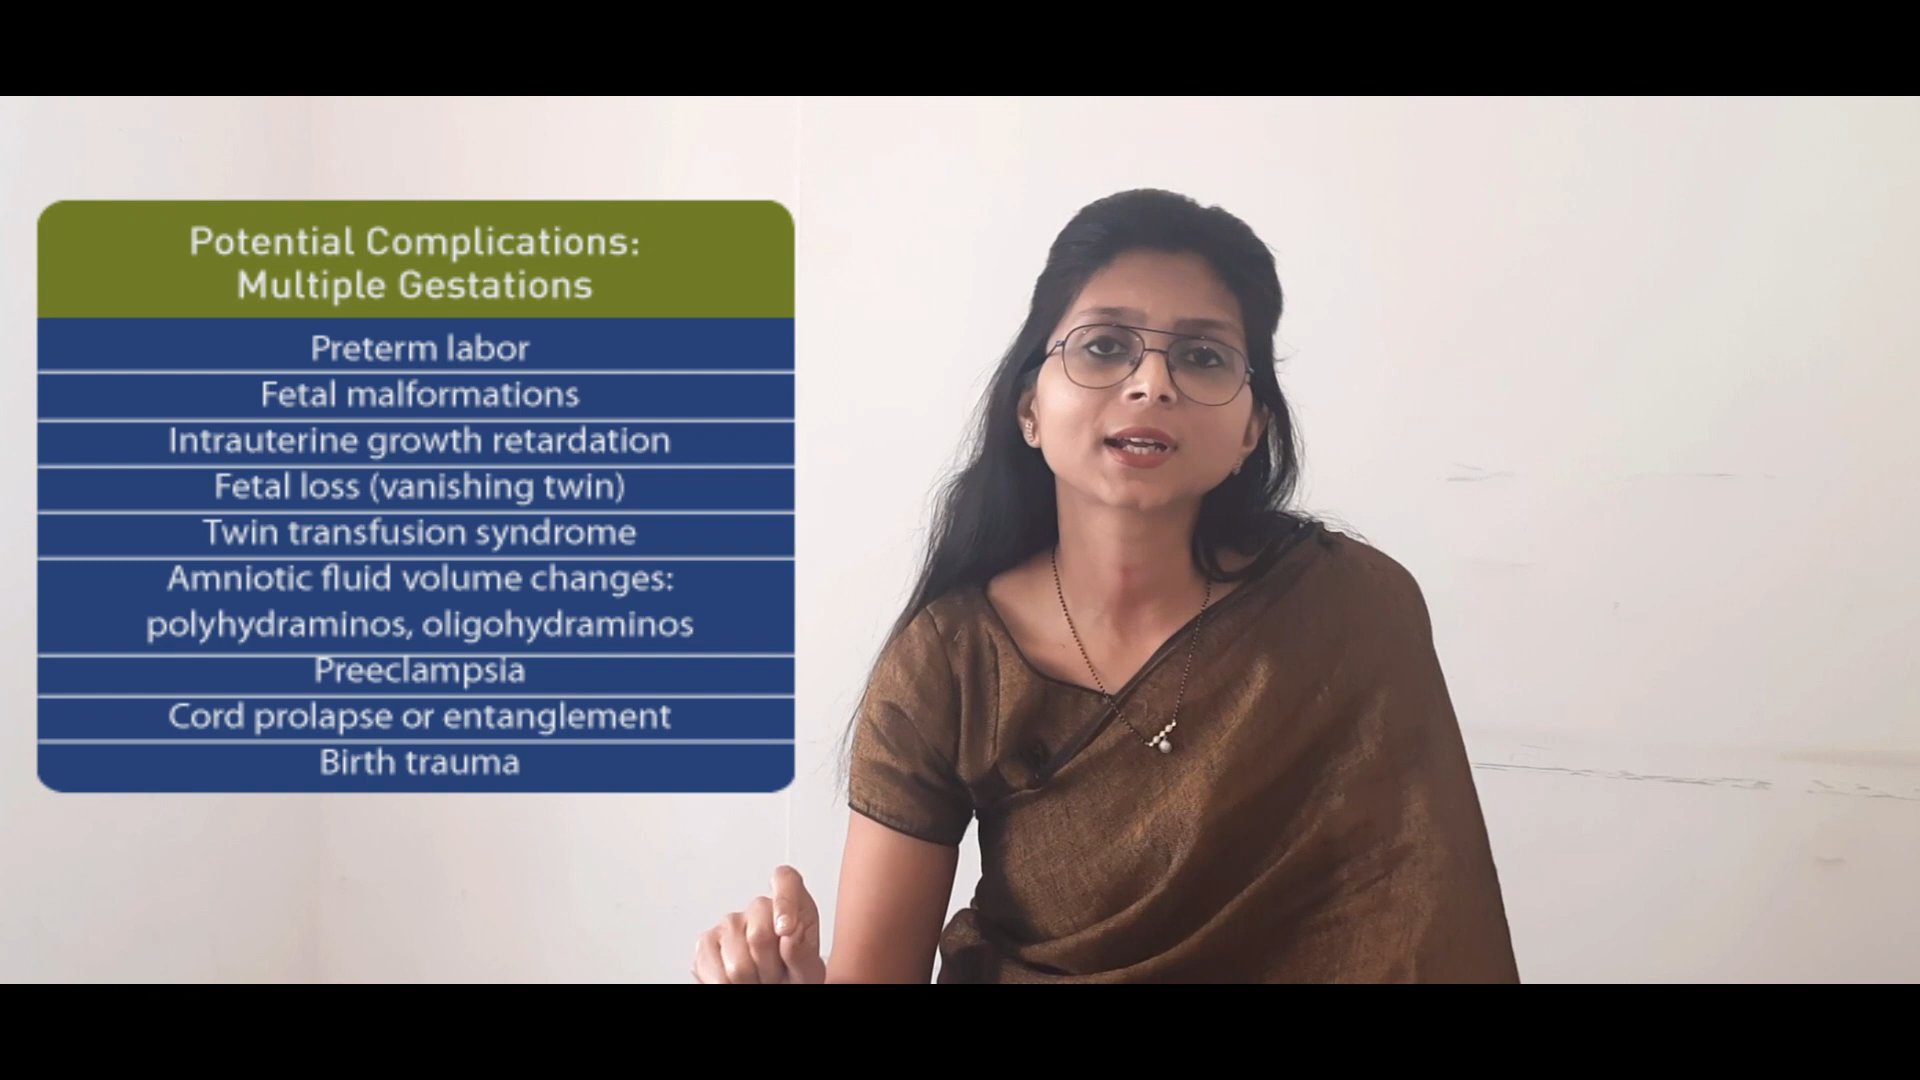 Potential Complications:
Multiple Gestations
Preterm labor
Fetal malformations
Intrauterine growth retardation
Fetal loss (vanishing twin)
Twin transfusion syndrome
Amniotic fluid volume changes:
polyhydraminos, oligohydraminos
Preeclampsia
Cord prolapse or entanglement
Birth trauma